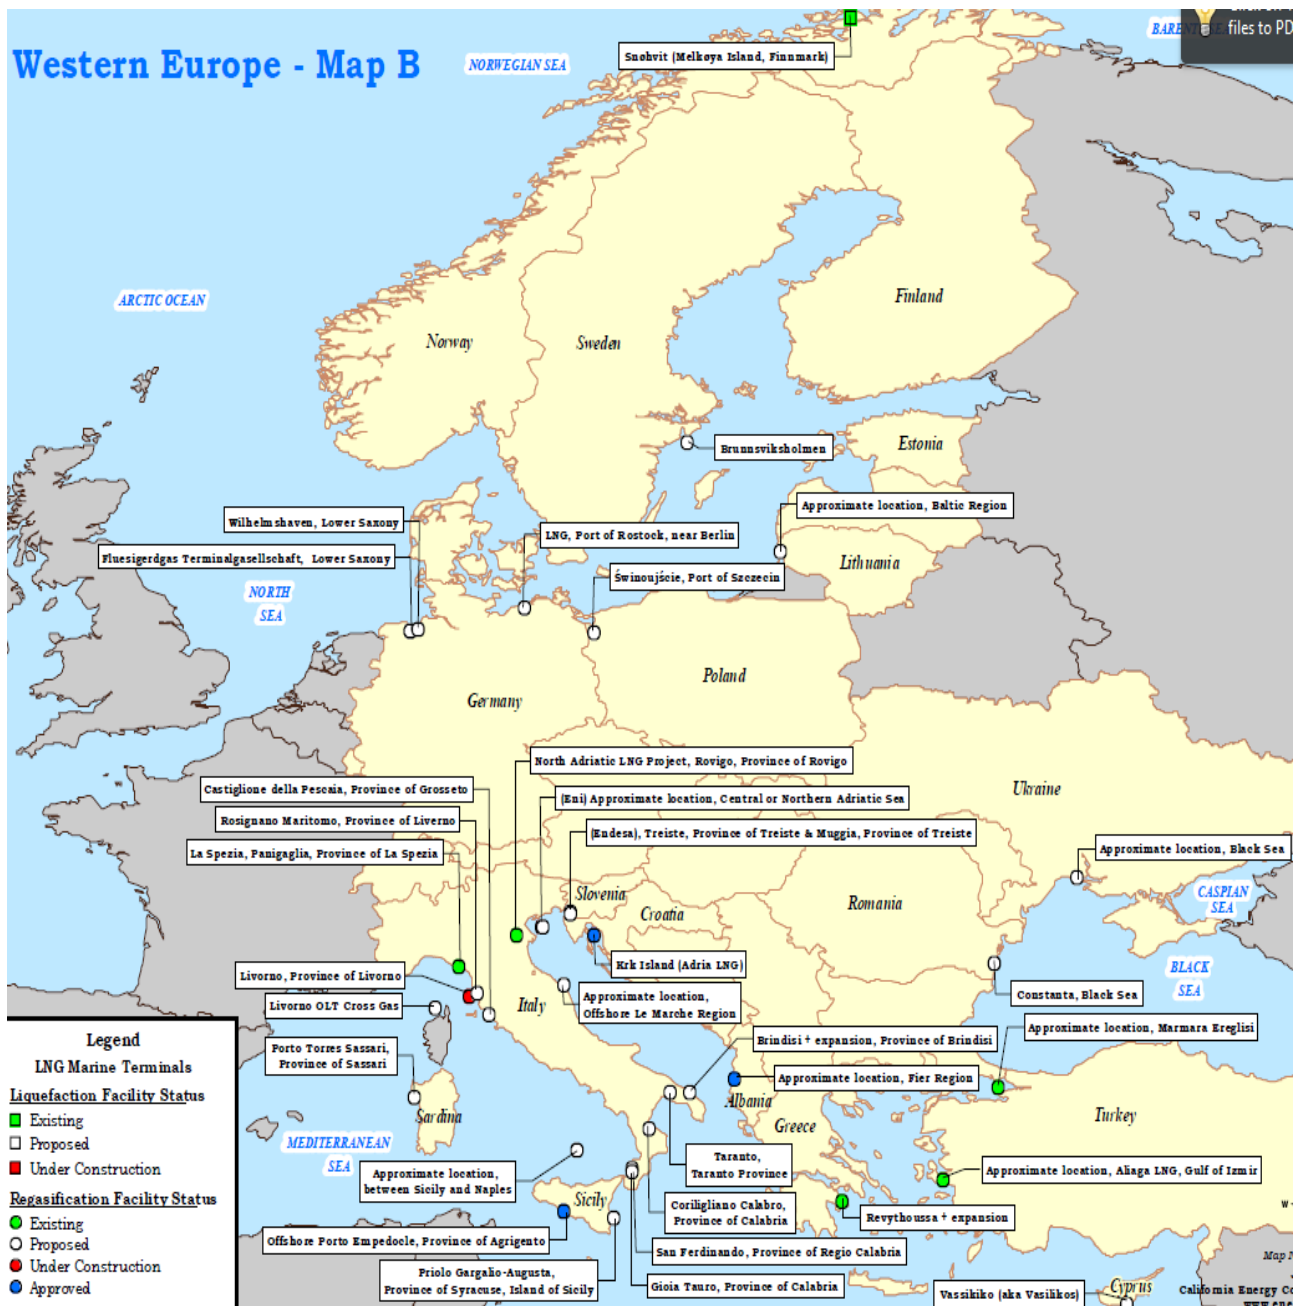 files to PD
Western Europe - Map B
NORWEGIAN SEA
Snøhvit (Melkøya Island, Finnmark)
ARCTIC OCEAN
Finland
Norway
Sweden
Estonia
Brunnsviksholmen
Approximate location, Baltic Region
Wilhelmshaven, Lower Saxony
LNG, Port of Rostock, near Berlin
Fluesigerdgas Terminalgasellschaft, Lower Saxony
Lithuania
Świnoujście, Port of Szczecin
NORTH
SEA
Poland
Germany
North Adriatic LNG Project, Rovigo, Province of Rovigo
Castiglione della Pescaia, Province of Grosseto
(Eni) Approximate location, Central or Northern Adriatic Sea
Ukraine
Rosignano Maritomo, Province of Liverno
(Endesa), Treiste, Province of Treiste & Muggia, Province of Treiste
La Spezia, Panigaglia, Province of La Spezia
Approximate location, Black Sea
Slovenia
CASPIAN
SEA
Croatia
Romania
Krk Island (Adria LNG)
BLACK
SEA
Livorno, Province of Livorno
Livorno OLT Cross Gas
Italy
Approximate location,
Offshore Le Marche Region
Constanta, Black Sea
Approximate location, Marmara Ereglisi
Brindisi + expansion, Province of Brindisi
Porto Torres Sassari,
Province of Sassari
Approximate location, Fier Region
Albania
Sardina
Greece
Turkey
MEDITERRANEAN
SEA
Taranto,
Taranto Province
Approximate location,
between Sicily and Naples
Approximate location, Aliaga LNG, Gulf of Izmir
Sicily
Coriligliano Calabro,
Province of Calabria
Revythoussa + expansion
Offshore Porto Empedocle, Province of Agrigento
San Ferdinando, Province of Regio Calabria
Priolo Gargalio-Augusta,
Province of Syracuse, Island of Sicily
Gioia Tauro, Province of Calabria
Vassikiko (aka Vasilikos)
Cyprus
Legend
LNG Marine Terminals
Liquefaction Facility Status
Existing
Proposed
Under Construction
Regasification Facility Status
Existing
Proposed
Under Construction
Approved
W
Map
California Energy Co